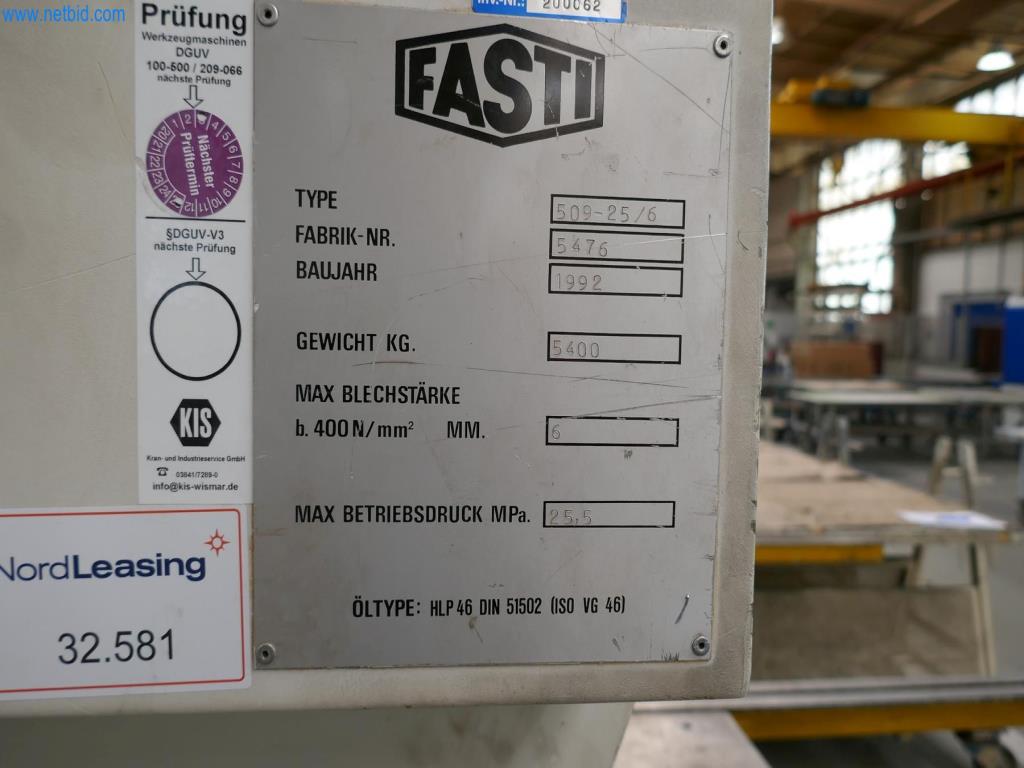 www.netbid.com
Inv.-Nr.: 200062
Prüfung
Werkzeugmaschinen
DGUV
100-500 / 209-066
nächste Prüfung
Nächster
Prüftermin
§DGUV-V3
nächste Prüfung
KIS
Kran- und Industrieservice GmbH
☎ 03841/7289-0
info@kis-wismar.de
NordLeasing
32.581
FASTI
TYPE 509-25/6
FABRIK-NR. 5476
BAUJAHR 1992
GEWICHT KG. 5400
MAX BLECHSTÄRKE
b. 400 N/mm² MM. 6
MAX BETRIEBSDRUCK MPa. 25,5
ÖLTYPE: HLP 46 DIN 51502 (ISO VG 46)